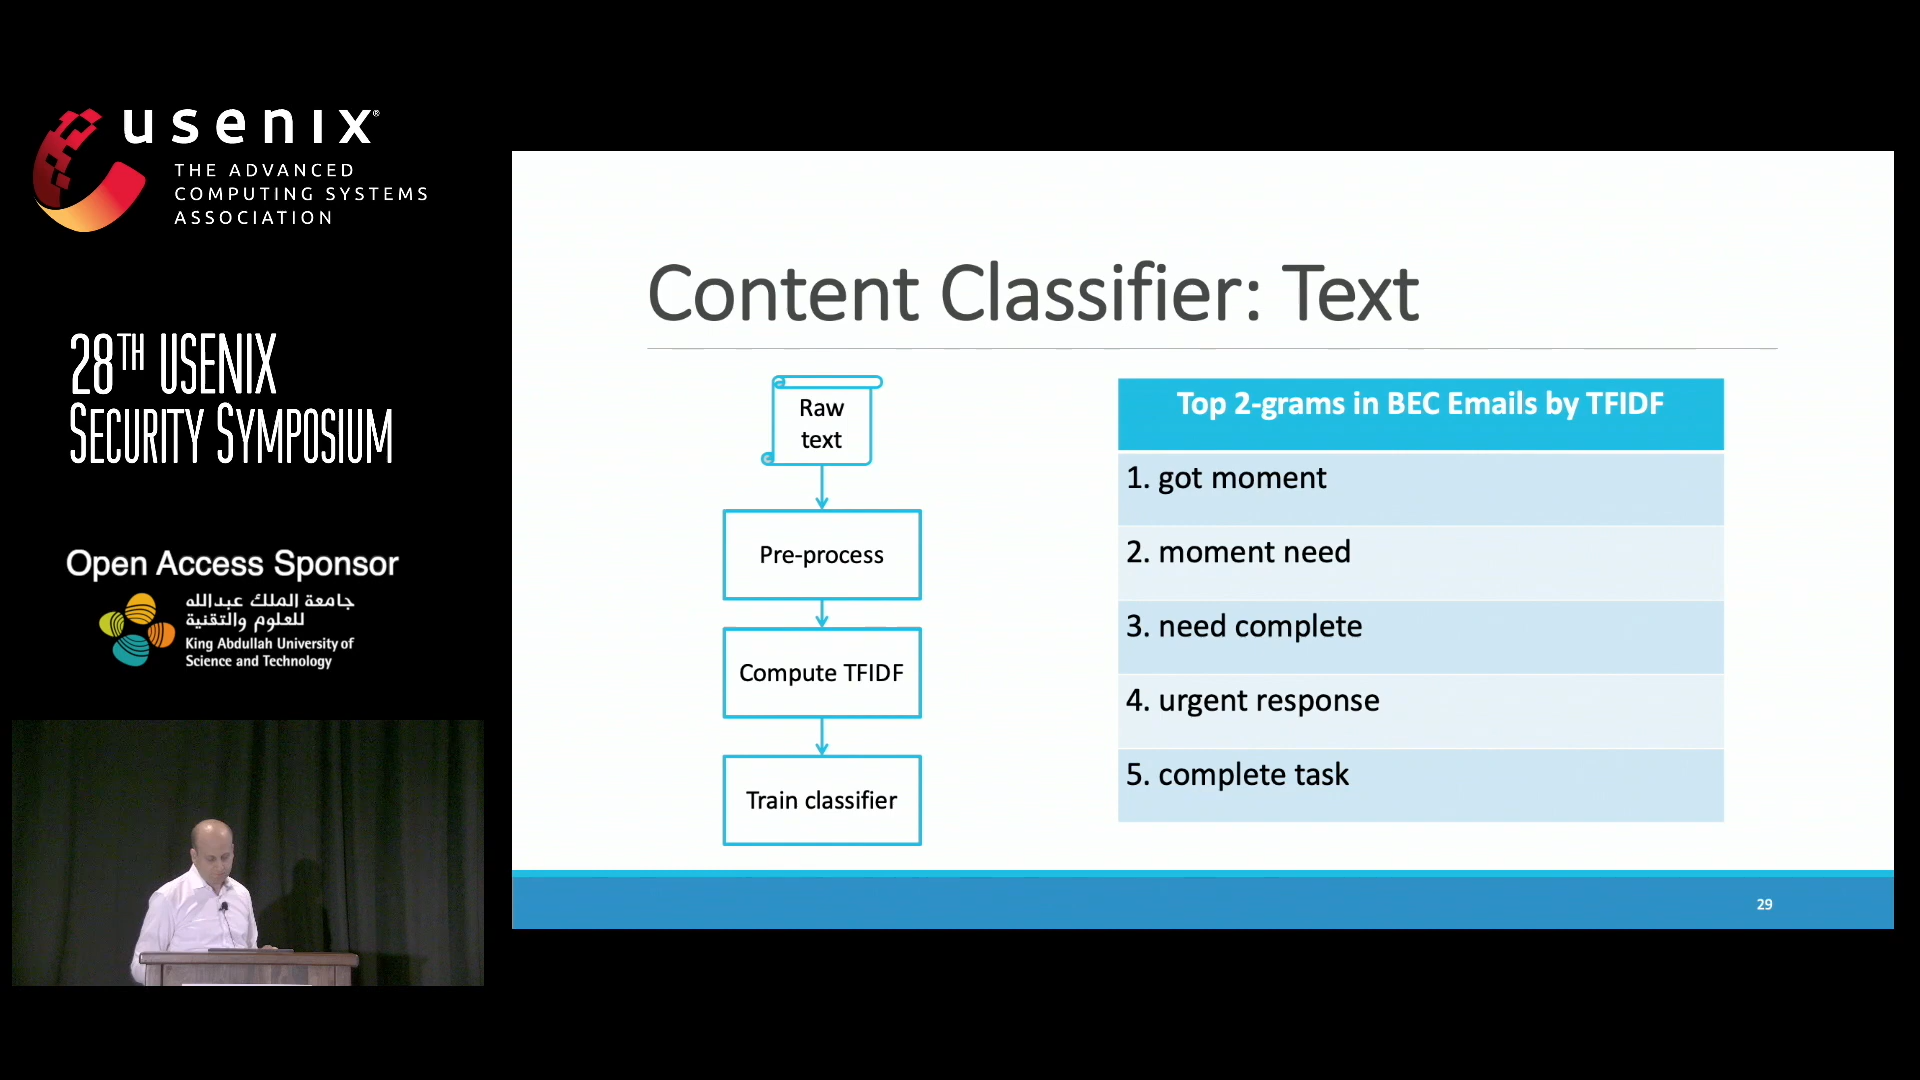 usenix®
THE ADVANCED
COMPUTING SYSTEMS
ASSOCIATION
28TH USENIX
SECURITY SYMPOSIUM
Open Access Sponsor
جامعة الملك عبدالله
للعلوم والتقنية
King Abdullah University of
Science and Technology
Content Classifier: Text
Raw
text
Pre-process
Compute TFIDF
Train classifier
Top 2-grams in BEC Emails by TFIDF
1. got moment
2. moment need
3. need complete
4. urgent response
5. complete task
29